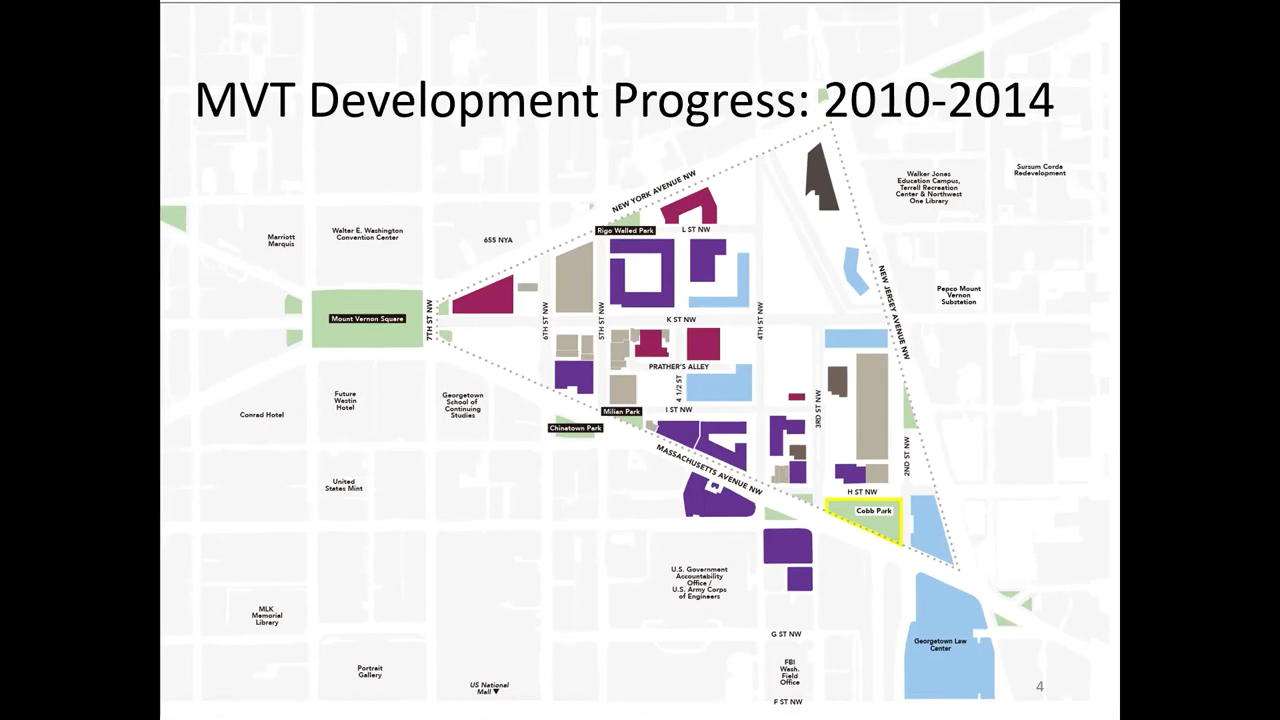 MVT Development Progress: 2010-2014
Sursum Corda
Redevelopment
Walker Jones
Education Campus,
Terrell Recreation
Center & Northwest
One Library
NEW YORK AVENUE NW
Rigo Walled Park
L ST NW
Marriott
Marquis
Walter E. Washington
Convention Center
655 NYA
NEW JERSEY AVENUE NW
Pepco Mount
Vernon
Substation
Mount Vernon Square
7TH ST NW
6TH ST NW
5TH ST NW
K ST NW
4TH ST NW
PRATHER'S ALLEY
4 1/2 ST
3RD ST NW
Conrad Hotel
Future
Westin
Hotel
Georgetown
School of
Continuing
Studies
Milian Park
I ST NW
Chinatown Park
MASSACHUSETTS AVENUE NW
2ND ST NW
United
States Mint
H ST NW
Cobb Park
U.S. Government
Accountability
Office /
U.S. Army Corps
of Engineers
MLK
Memorial
Library
G ST NW
Georgetown Law
Center
Portrait
Gallery
US National
Mall ▼
FBI
Wash.
Field
Office
F ST NW
4